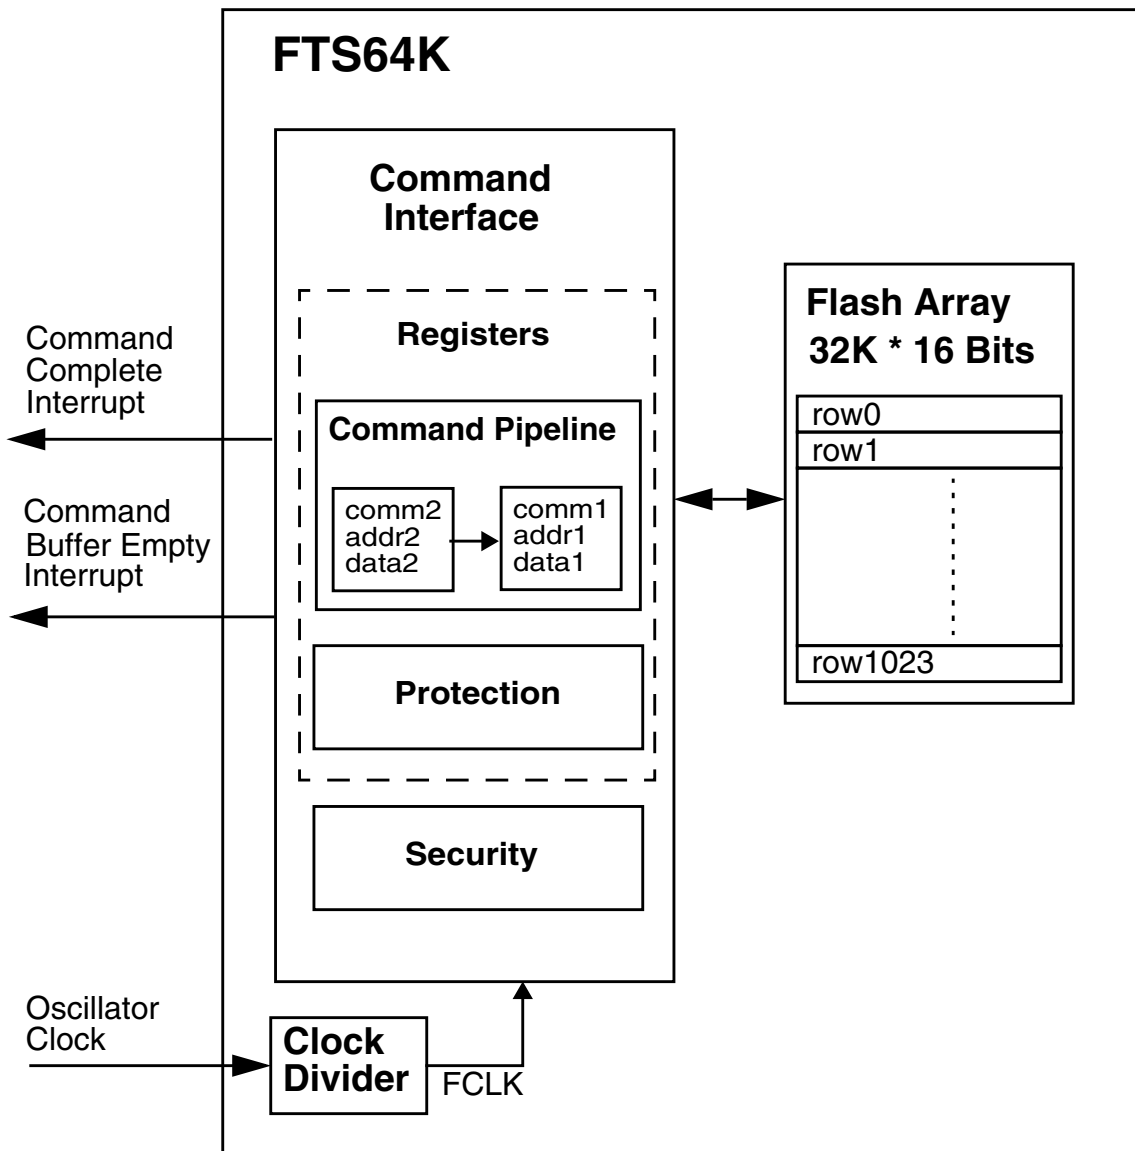 FTS64K
Command
Interface
Registers
Command Pipeline
comm2
addr2
data2
comm1
addr1
data1
Protection
Security
Command
Complete
Interrupt
Command
Buffer Empty
Interrupt
Flash Array
32K * 16 Bits
row0
row1
row1023
Oscillator
Clock
Clock
Divider
FCLK